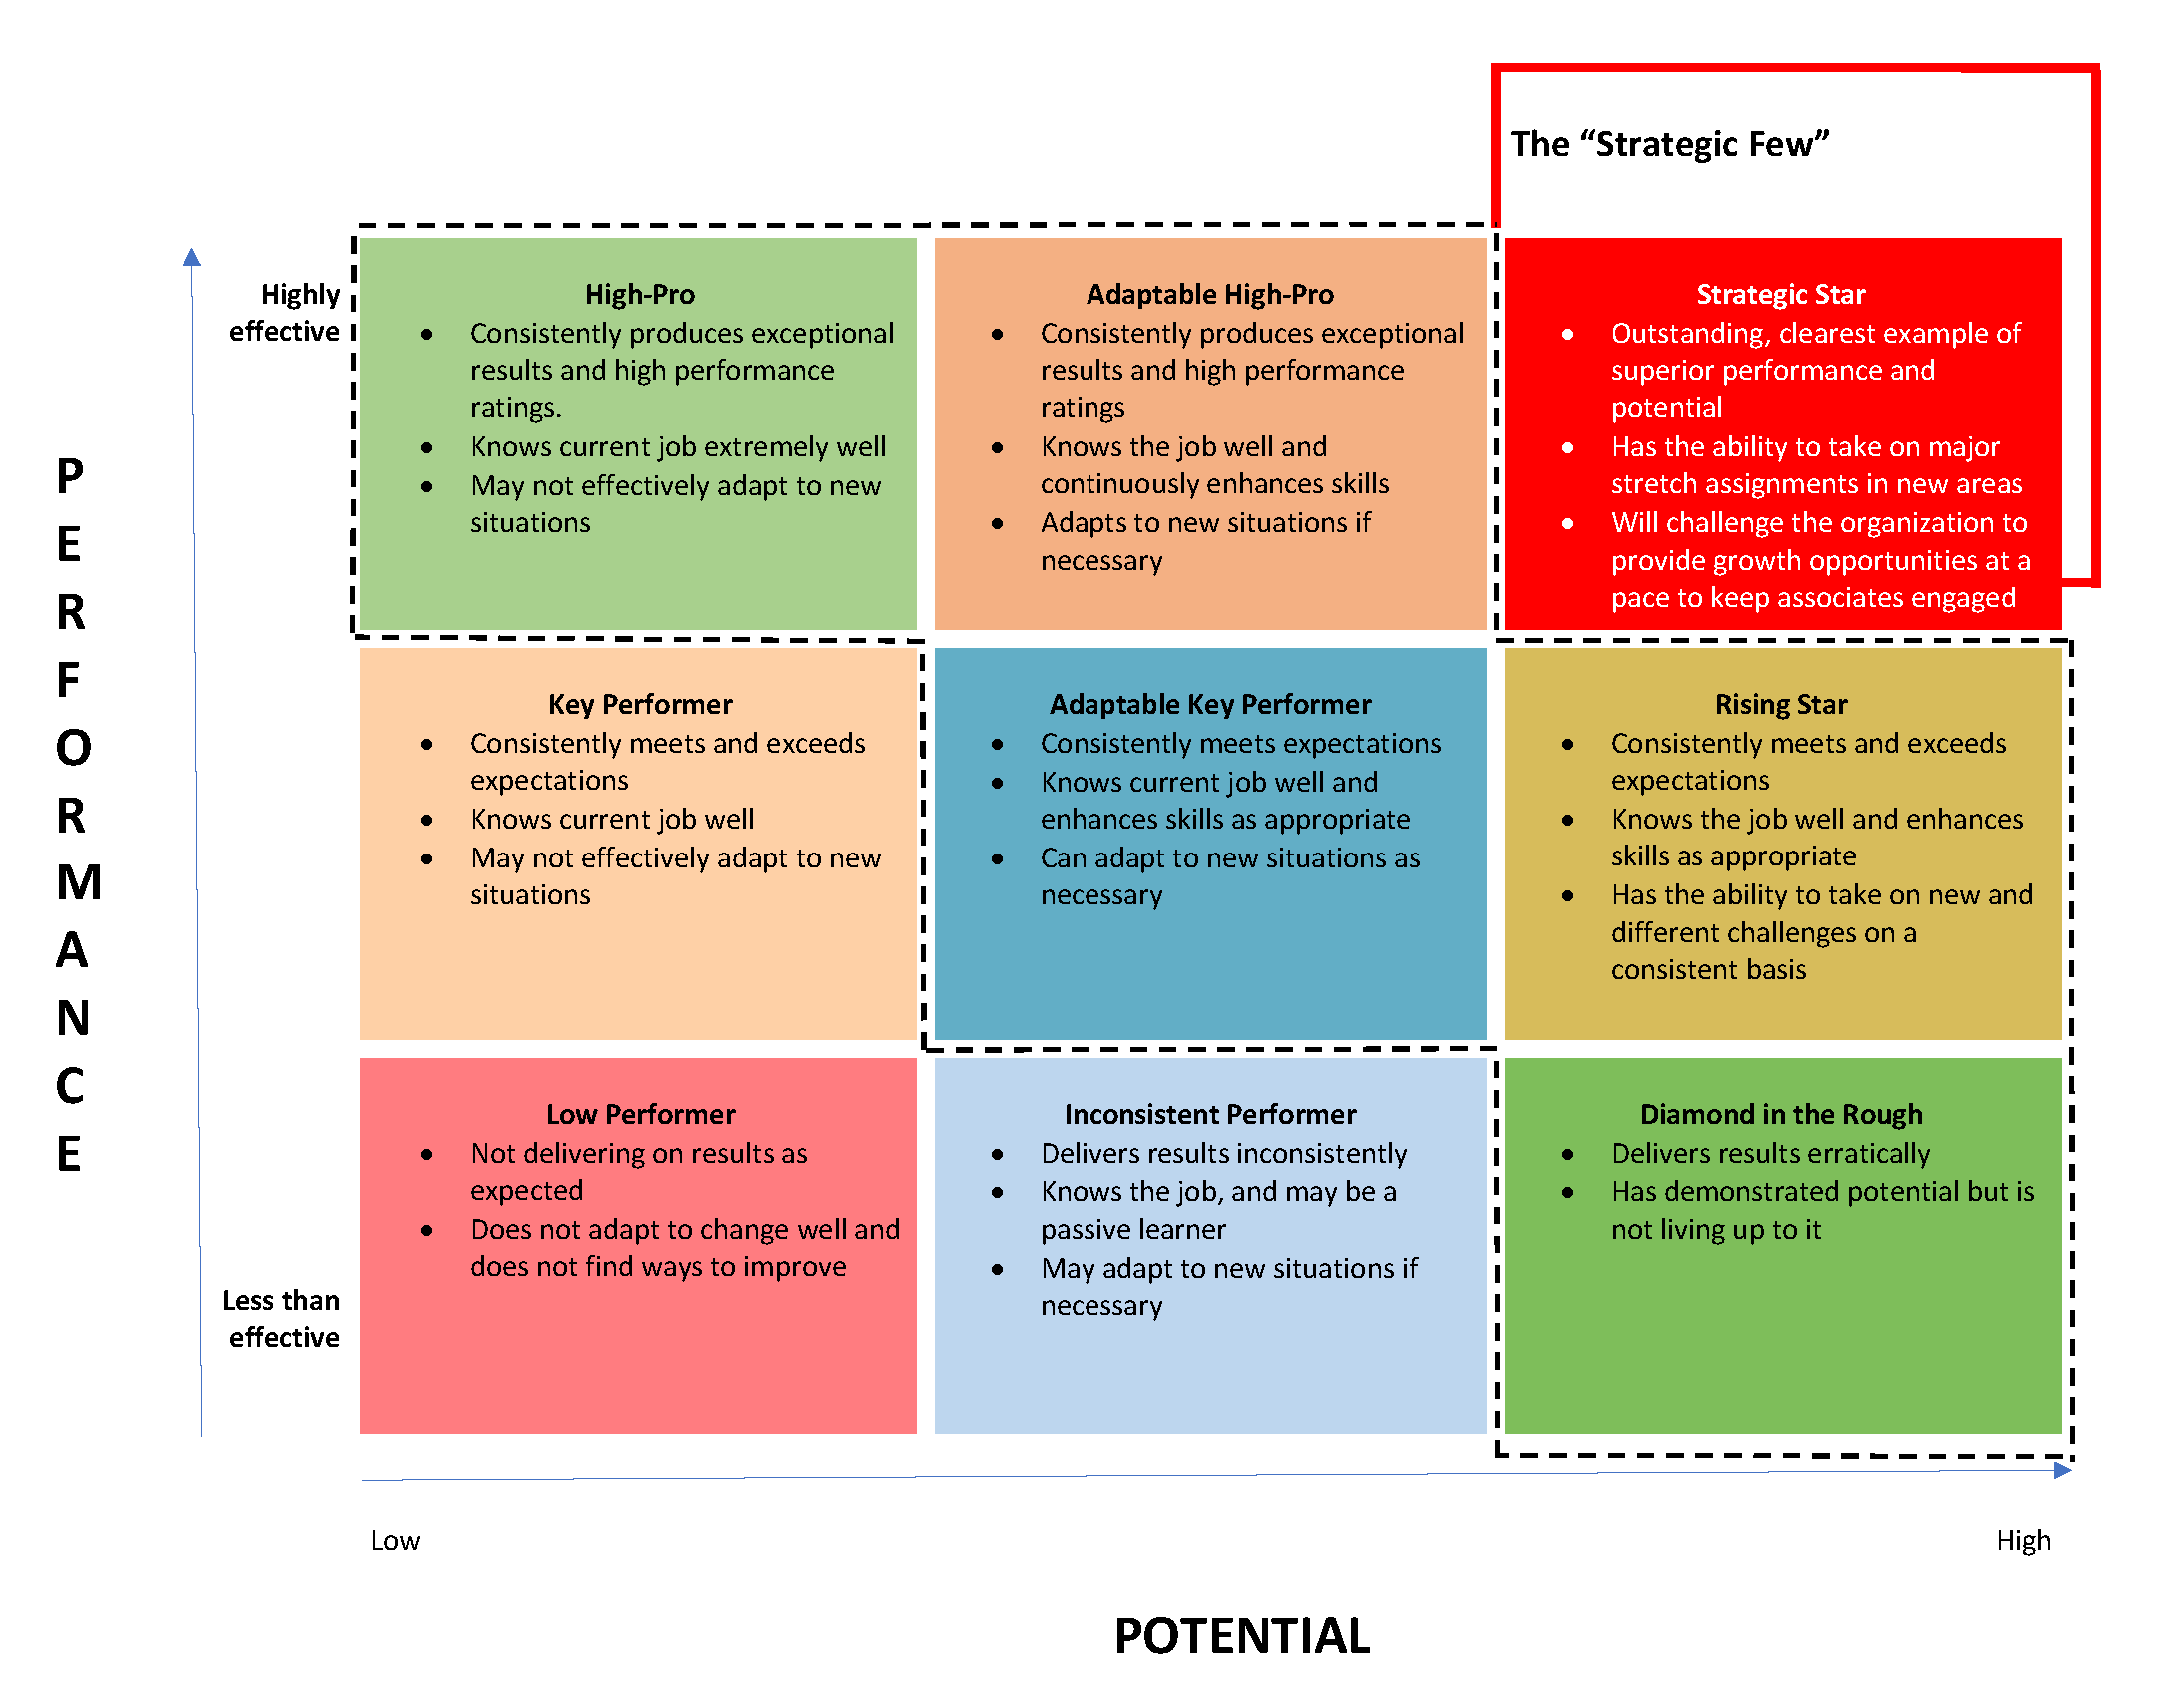 The “Strategic Few”
Highly
effective
High-Pro
• Consistently produces exceptional
results and high performance
ratings.
• Knows current job extremely well
• May not effectively adapt to new
situations
Adaptable High-Pro
• Consistently produces exceptional
results and high performance
ratings
• Knows the job well and
continuously enhances skills
• Adapts to new situations if
necessary
Strategic Star
• Outstanding, clearest example of
superior performance and
potential
• Has the ability to take on major
stretch assignments in new areas
• Will challenge the organization to
provide growth opportunities at a
pace to keep associates engaged
PERFORMANCE
Key Performer
• Consistently meets and exceeds
expectations
• Knows current job well
• May not effectively adapt to new
situations
Adaptable Key Performer
• Consistently meets expectations
• Knows current job well and
enhances skills as appropriate
• Can adapt to new situations as
necessary
Rising Star
• Consistently meets and exceeds
expectations
• Knows the job well and enhances
skills as appropriate
• Has the ability to take on new and
different challenges on a
consistent basis
Low Performer
• Not delivering on results as
expected
• Does not adapt to change well and
does not find ways to improve
Inconsistent Performer
• Delivers results inconsistently
• Knows the job, and may be a
passive learner
• May adapt to new situations if
necessary
Diamond in the Rough
• Delivers results erratically
• Has demonstrated potential but is
not living up to it
Less than
effective
Low
High
POTENTIAL